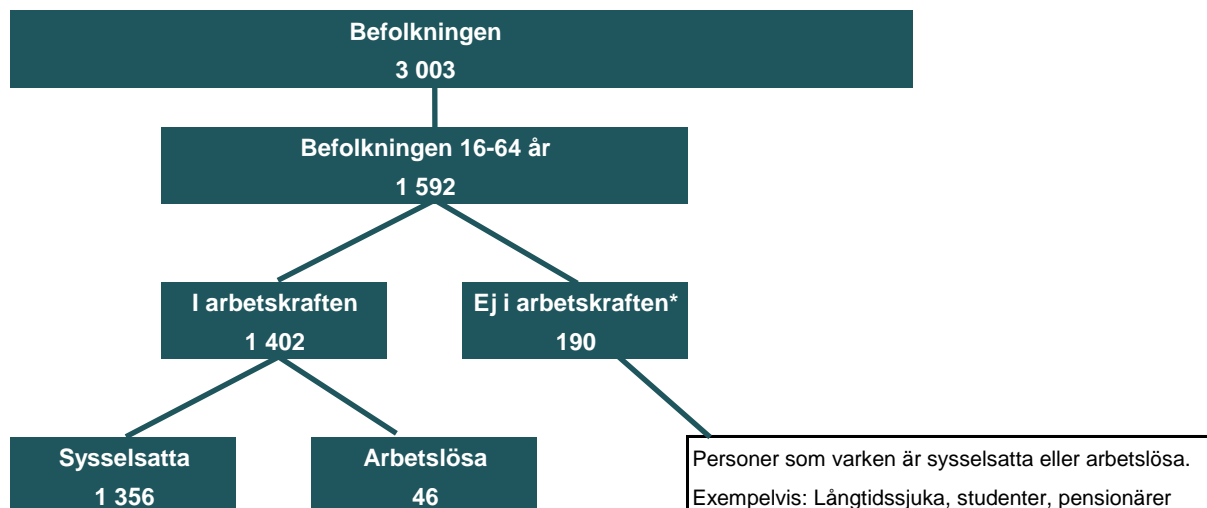 Befolkningen
3 003
Befolkningen 16-64 år
1 592
I arbetskraften
1 402
Ej i arbetskraften*
190
Sysselsatta
1 356
Arbetslösa
46
Personer som varken är sysselsatta eller arbetslösa.
Exempelvis: Långtidssjuka, studenter, pensionärer